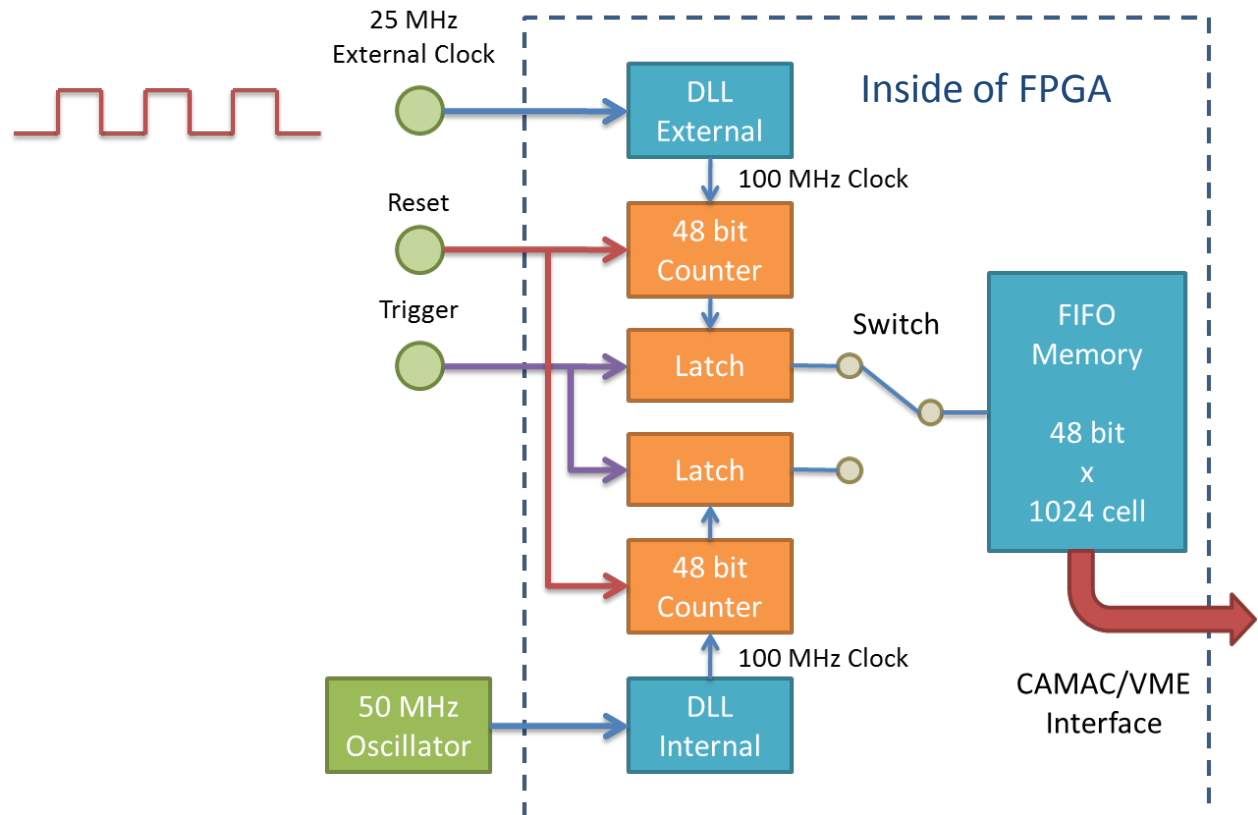 25 MHz
External Clock
DLL
External
Inside of FPGA
100 MHz Clock
Reset
48 bit
Counter
Trigger
Latch
Switch
FIFO
Memory
48 bit
x
1024 cell
Latch
48 bit
Counter
100 MHz Clock
50 MHz
Oscillator
DLL
Internal
CAMAC/VME
Interface